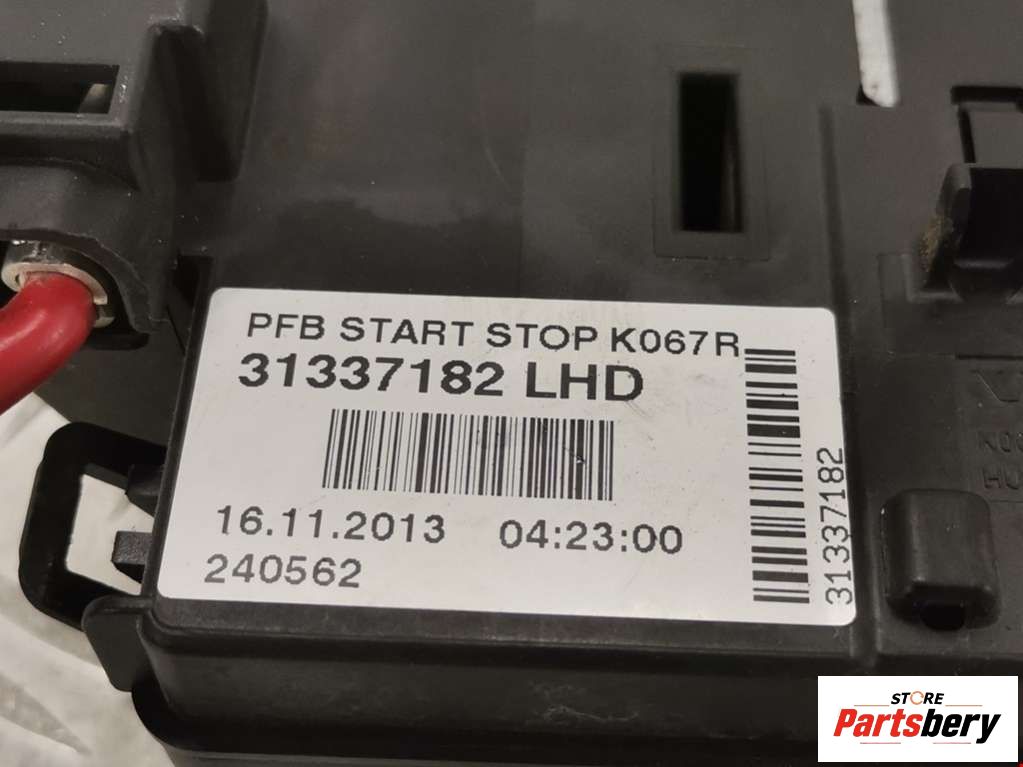 PFB START STOP K067R
31337182 LHD
16.11.2013 04:23:00
240562
31337182
STORE
Partsbery